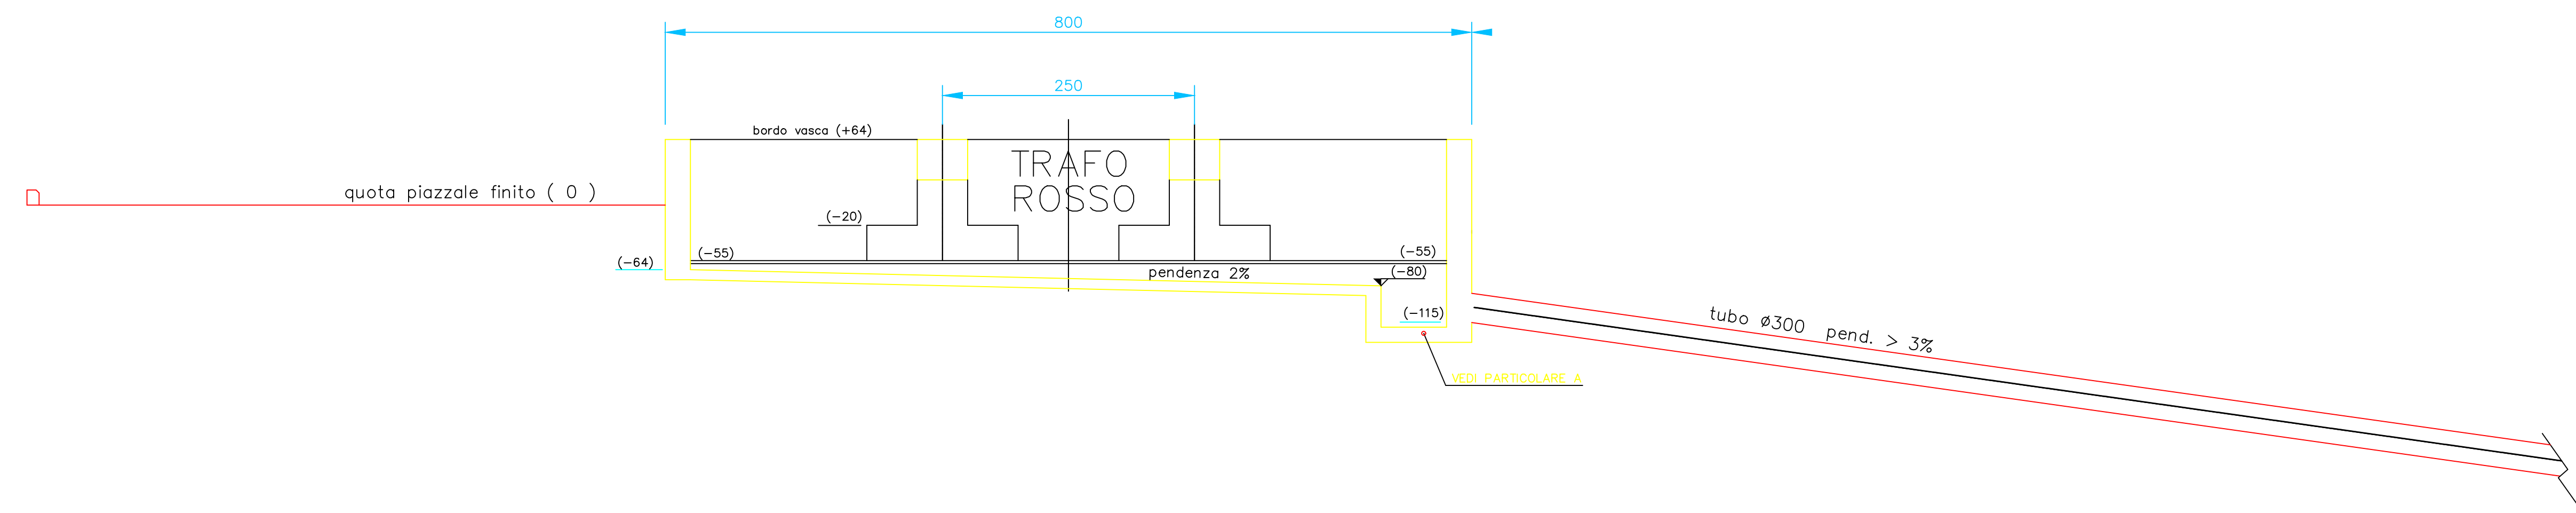 800
250
bordo vasca (+64)
TRAFO
ROSSO
quota piazzale finito ( 0 )
(-20)
(-55)
(-55)
(-64)
pendenza 2%
(-80)
(-115)
tubo ø300 pend. > 3%
VEDI PARTICOLARE A